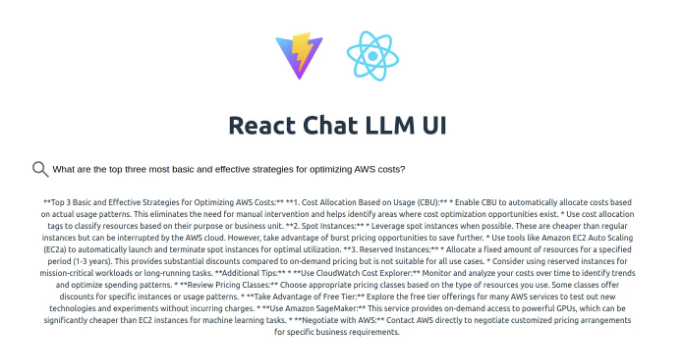 React Chat LLM UI
What are the top three most basic and effective strategies for optimizing AWS costs?
**Top 3 Basic and Effective Strategies for Optimizing AWS Costs:** **1. Cost Allocation Based on Usage (CBU):** * Enable CBU to automatically allocate costs
based on actual usage patterns. This eliminates the need for manual intervention and helps identify areas where cost optimization opportunities exist. * Use cost allocation
tags to classify resources based on their purpose or business unit. **2. Spot Instances:** * Leverage spot instances when possible. These are cheaper than regular
instances but can be interrupted by the AWS cloud. However, take advantage of burst pricing opportunities to save further. * Use tools like Amazon EC2 Auto Scaling
(EC2a) to automatically launch and terminate spot instances for optimal utilization. **3. Reserved Instances:** * Allocate a fixed amount of resources for a specified
period (1-3 years). This provides substantial discounts compared to on-demand pricing but is not suitable for all use cases. * Consider using reserved instances for
mission-critical workloads or long-running tasks. **Additional Tips:** * **Use CloudWatch Cost Explorer:** Monitor and analyze your costs over time to identify trends
and optimize spending patterns. * **Review Pricing Classes:** Choose appropriate pricing classes based on the type of resources you use. Some classes offer
discounts for specific instances or usage patterns. * **Take Advantage of Free Tier:** Explore the free tier offerings for many AWS services to test out new
technologies and experiments without incurring charges. * **Use Amazon SageMaker:** This service provides on-demand access to powerful GPUs, which can be
significantly cheaper than EC2 instances for machine learning tasks. * **Negotiate with AWS:** Contact AWS directly to negotiate customized pricing arrangements
for specific business requirements.